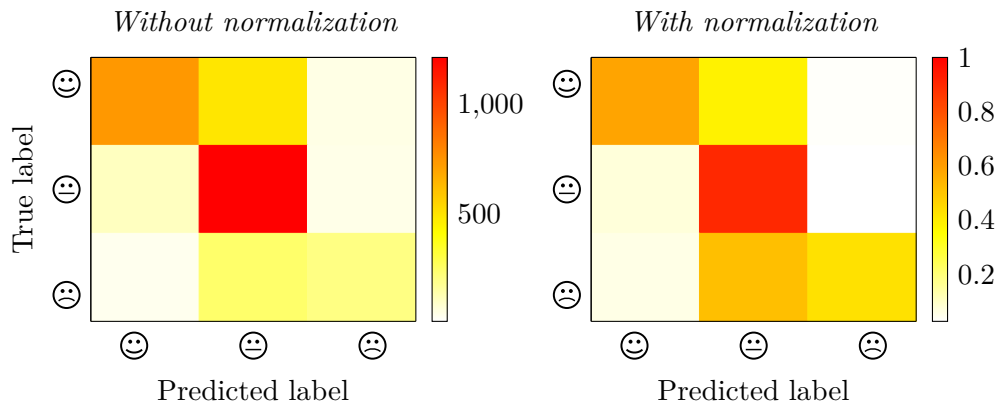 Without normalization
With normalization
True label
1,000
500
Predicted label
1
0.8
0.6
0.4
0.2
Predicted label